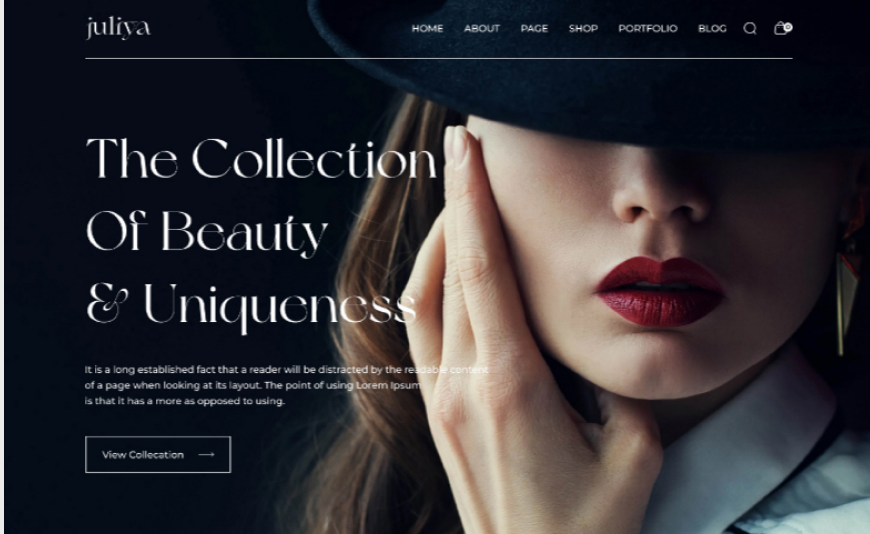 juliya
HOME ABOUT PAGE SHOP PORTFOLIO BLOG 0
The Collection
Of Beauty
& Uniqueness
It is a long established fact that a reader will be distracted by the readable content
of a page when looking at its layout. The point of using Lorem Ipsum
is that it has a more as opposed to using.
View Collecation